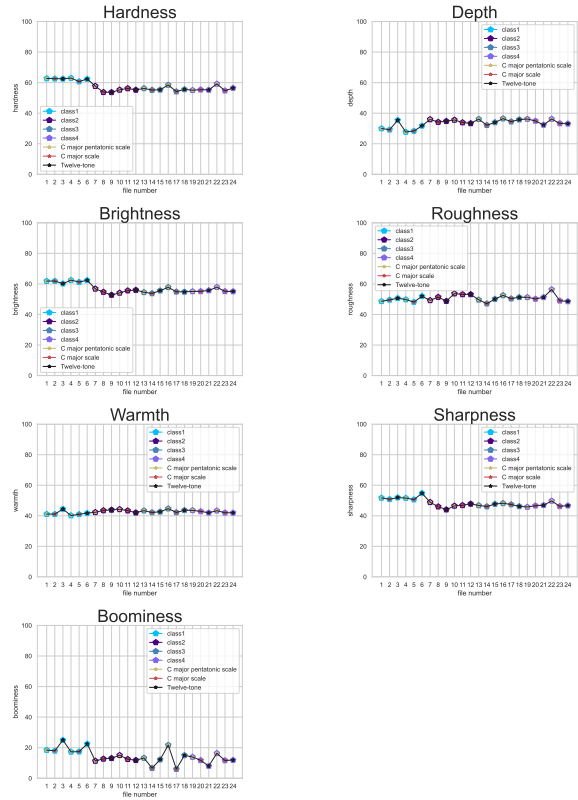 Hardness
100
80
60
40
20
0
hardness
class1
class2
class3
class4
C major pentatonic scale
C major scale
Twelve-tone
1 2 3 4 5 6 7 8 9 10 11 12 13 14 15 16 17 18 19 20 21 22 23 24
file number
Depth
100
80
60
40
20
0
depth
class1
class2
class3
class4
C major pentatonic scale
C major scale
Twelve-tone
1 2 3 4 5 6 7 8 9 10 11 12 13 14 15 16 17 18 19 20 21 22 23 24
file number
Brightness
100
80
60
40
20
0
brightness
class1
class2
class3
class4
C major pentatonic scale
C major scale
Twelve-tone
1 2 3 4 5 6 7 8 9 10 11 12 13 14 15 16 17 18 19 20 21 22 23 24
file number
Roughness
100
80
60
40
20
0
roughness
class1
class2
class3
class4
C major pentatonic scale
C major scale
Twelve-tone
1 2 3 4 5 6 7 8 9 10 11 12 13 14 15 16 17 18 19 20 21 22 23 24
file number
Warmth
100
80
60
40
20
0
warmth
class1
class2
class3
class4
C major pentatonic scale
C major scale
Twelve-tone
1 2 3 4 5 6 7 8 9 10 11 12 13 14 15 16 17 18 19 20 21 22 23 24
file number
Sharpness
100
80
60
40
20
0
sharpness
class1
class2
class3
class4
C major pentatonic scale
C major scale
Twelve-tone
1 2 3 4 5 6 7 8 9 10 11 12 13 14 15 16 17 18 19 20 21 22 23 24
file number
Boominess
100
80
60
40
20
0
boominess
class1
class2
class3
class4
C major pentatonic scale
C major scale
Twelve-tone
1 2 3 4 5 6 7 8 9 10 11 12 13 14 15 16 17 18 19 20 21 22 23 24
file number